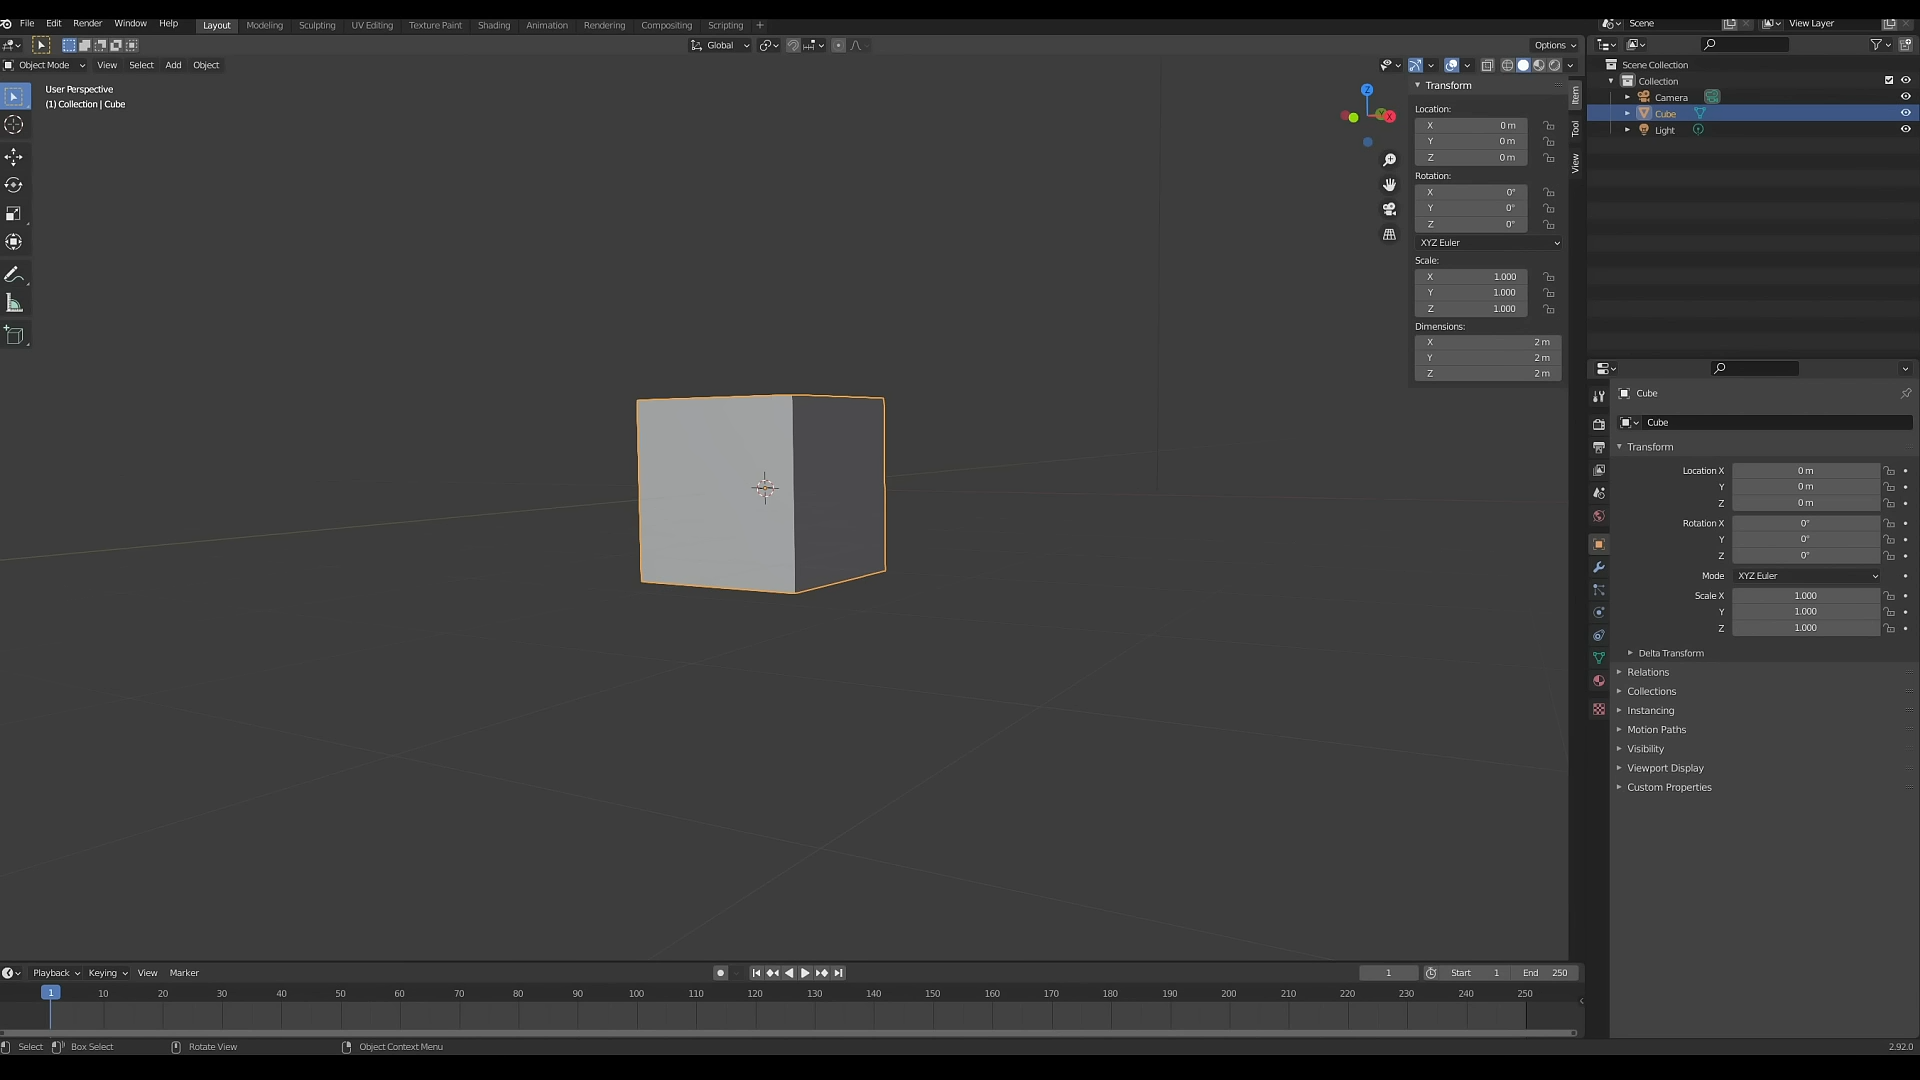 File Edit Render Window Help
Layout Modeling Sculpting UV Editing Texture Paint Shading Animation Rendering Compositing Scripting +
Scene
View Layer
Global
Options
Object Mode View Select Add Object
User Perspective
(1) Collection | Cube
Z
Y
X
Transform
Location:
X 0 m
Y 0 m
Z 0 m
Rotation:
X 0°
Y 0°
Z 0°
XYZ Euler
Scale:
X 1.000
Y 1.000
Z 1.000
Dimensions:
X 2 m
Y 2 m
Z 2 m
Item
Tool
View
Scene Collection
Collection
Camera
Cube
Light
Cube
Cube
Transform
Location X 0 m
Y 0 m
Z 0 m
Rotation X 0°
Y 0°
Z 0°
Mode XYZ Euler
Scale X 1.000
Y 1.000
Z 1.000
Delta Transform
Relations
Collections
Instancing
Motion Paths
Visibility
Viewport Display
Custom Properties
Playback Keying View Marker
1 Start 1 End 250
1 10 20 30 40 50 60 70 80 90 100 110 120 130 140 150 160 170 180 190 200 210 220 230 240 250
Select Box Select Rotate View Object Context Menu
2.92.0